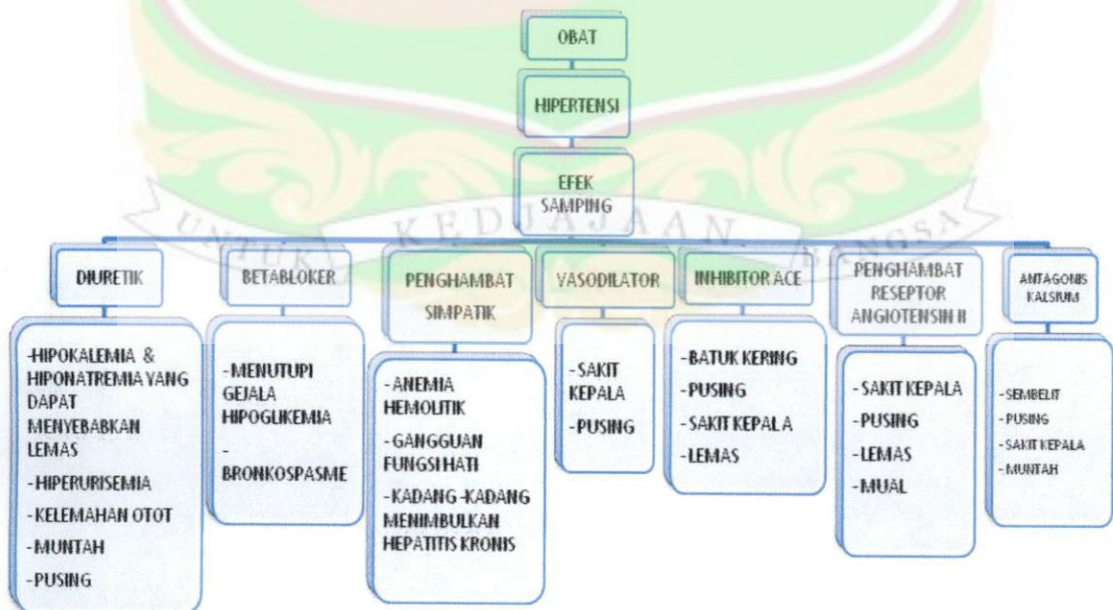 OBAT
HIPERTENSI
EFEK
SAMPING
UNTUK KEDJAJAAN BANGSA
DIURETIK
-HIPOKALEMIA &
HIPONATREMIA YANG
DAPAT
MENYEBABKAN
LEMAS
-HIPERURISEMIA
-KELEMAHAN OTOT
-MUNTAH
-PUSING
BETABLOKER
- MENUTUPI
GEJALA
HIPOGLIKEMIA
-
BRONKOSPASME
PENGHAMBAT
SIMPATIK
- ANEMIA
HEMOLITIK
- GANGGUAN
FUNGSI HATI
-KADANG -KADANG
MENIMBULKAN
HEPATITIS KRONIS
VASODILATOR
- SAKIT
KEPALA
- PUSING
INHIBITOR ACE
- BATUK KERING
- PUSING
- SAKIT KEPALA
- LEMAS
PENGHAMBAT
RESEPTOR
ANGIOTENSIN II
- SAKIT KEPALA
- PUSING
- LEMAS
- MUAL
ANTAGONIS
KALSIUM
- SEMBELIT
- PUSING
- SAKIT KEPALA
- MUNTAH